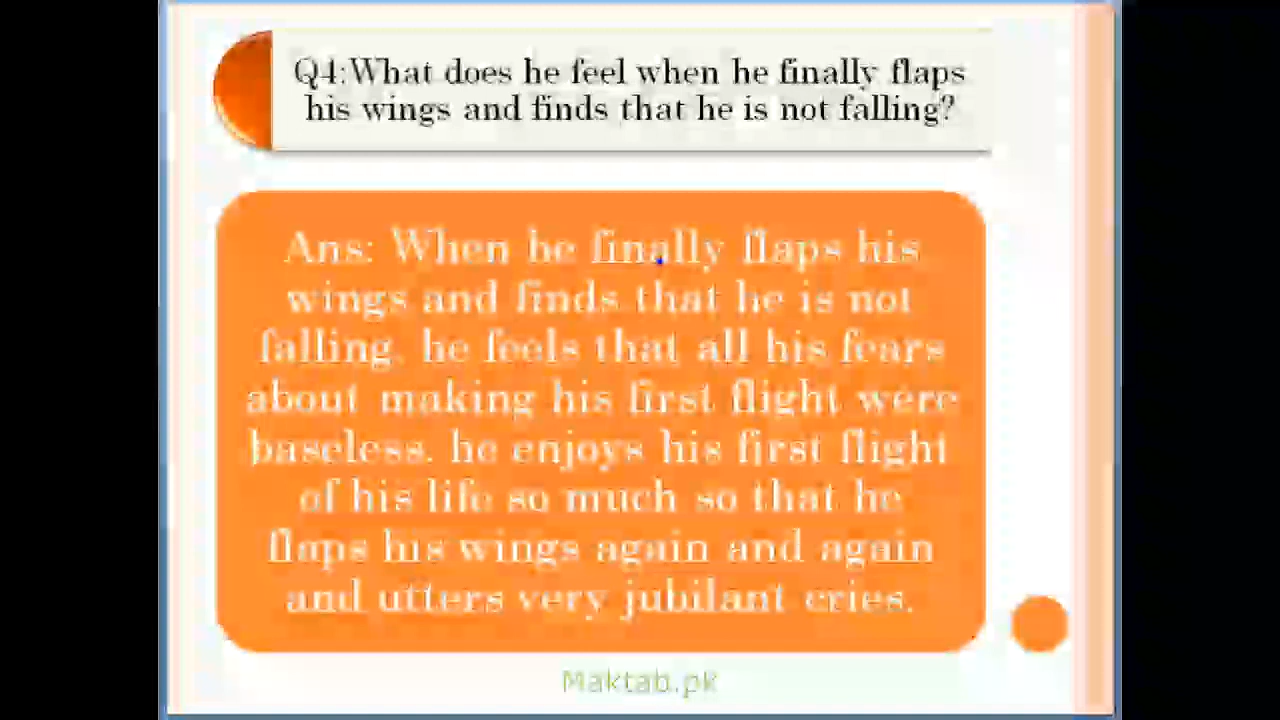 Q4:What does he feel when he finally flaps
his wings and finds that he is not falling?
Ans: When he finally flaps his
wings and finds that he is not
falling, he feels that all his fears
about making his first flight were
baseless. he enjoys his first flight
of his life so much so that he
flaps his wings again and again
and utters very jubilant cries.
Maktab.pk